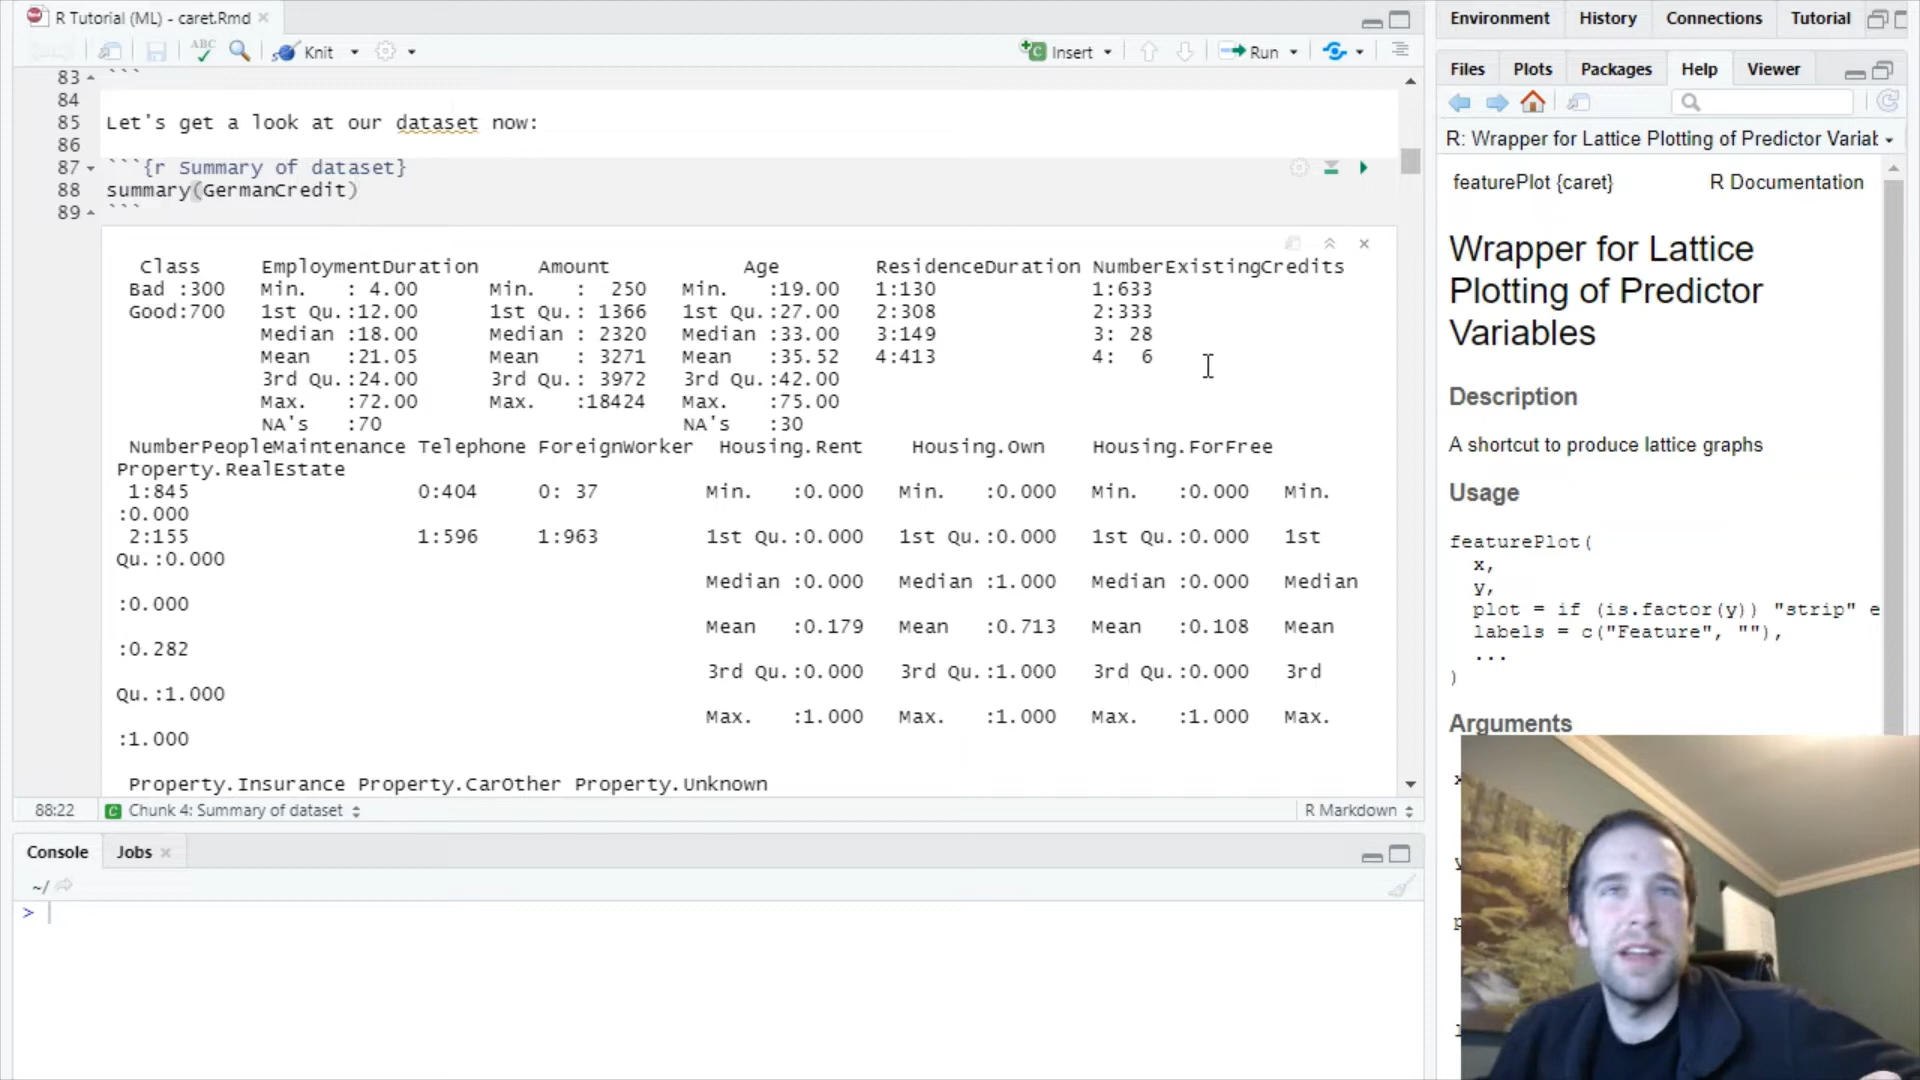 R Tutorial (ML) - caret.Rmd
Environment History Connections Tutorial
ABC Knit Insert Run
Files Plots Packages Help Viewer
R: Wrapper for Lattice Plotting of Predictor Variab
featurePlot {caret} R Documentation
Wrapper for Lattice
Plotting of Predictor
Variables
Description
A shortcut to produce lattice graphs
Usage
featurePlot(
x,
y,
plot = if (is.factor(y)) "strip" e
labels = c("Feature", ""),
...
)
Arguments
83 ```
84
85 Let's get a look at our dataset now:
86
87 ```{r Summary of dataset}
88 summary(GermanCredit)
89 ```
Class EmploymentDuration Amount Age ResidenceDuration NumberExistingCredits
Bad :300 Min. : 4.00 Min. : 250 Min. :19.00 1:130 1:633
Good:700 1st Qu.:12.00 1st Qu.: 1366 1st Qu.:27.00 2:308 2:333
Median :18.00 Median : 2320 Median :33.00 3:149 3: 28
Mean :21.05 Mean : 3271 Mean :35.52 4:413 4: 6
3rd Qu.:24.00 3rd Qu.: 3972 3rd Qu.:42.00
Max. :72.00 Max. :18424 Max. :75.00
NA's :70 NA's :30
NumberPeopleMaintenance Telephone ForeignWorker Housing.Rent Housing.Own Housing.ForFree
Property.RealEstate
1:845 0:404 0: 37 Min. :0.000 Min. :0.000 Min. :0.000 Min.
:0.000
2:155 1:596 1:963 1st Qu.:0.000 1st Qu.:0.000 1st Qu.:0.000 1st
Qu.:0.000
Median :0.000 Median :1.000 Median :0.000 Median
:0.000
Mean :0.179 Mean :0.713 Mean :0.108 Mean
:0.282
3rd Qu.:0.000 3rd Qu.:1.000 3rd Qu.:0.000 3rd
Qu.:1.000
Max. :1.000 Max. :1.000 Max. :1.000 Max.
:1.000
Property.Insurance Property.CarOther Property.Unknown
88:22 Chunk 4: Summary of dataset R Markdown
Console Jobs
~/
>